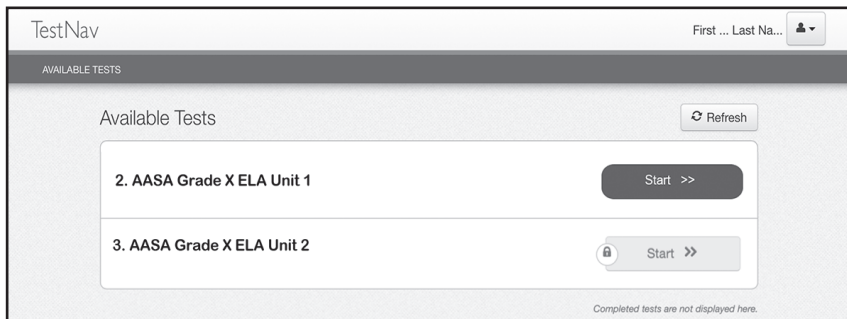 TestNav
First ... Last Na...
AVAILABLE TESTS
Available Tests
Refresh
2. AASA Grade X ELA Unit 1
Start >>
3. AASA Grade X ELA Unit 2
Start >>
Completed tests are not displayed here.